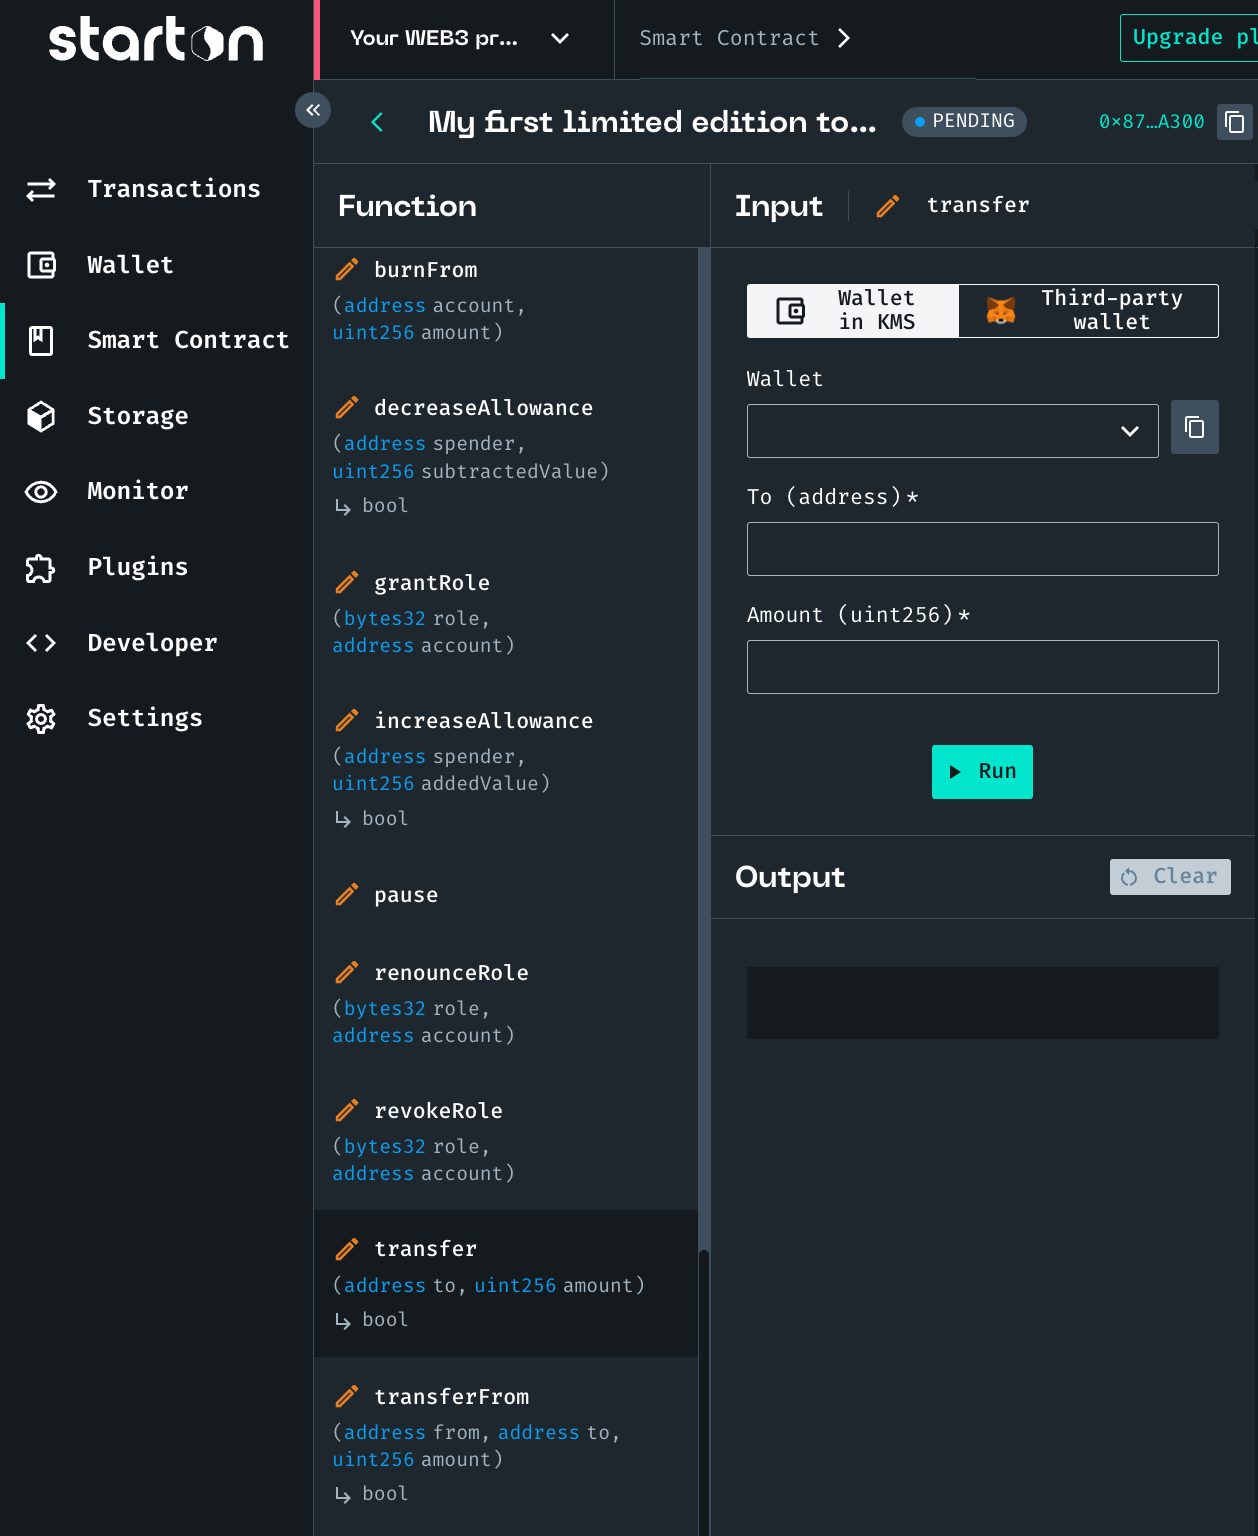 starton
Your WEB3 pr...
Smart Contract
Upgrade pl
My first limited edition to...
PENDING
0x87…A300
Transactions
Wallet
Smart Contract
Storage
Monitor
Plugins
Developer
Settings
Function
burnFrom
(address account,
uint256 amount)
decreaseAllowance
(address spender,
uint256 subtractedValue)
bool
grantRole
(bytes32 role,
address account)
increaseAllowance
(address spender,
uint256 addedValue)
bool
pause
renounceRole
(bytes32 role,
address account)
revokeRole
(bytes32 role,
address account)
transfer
(address to, uint256 amount)
bool
transferFrom
(address from, address to,
uint256 amount)
bool
Input
transfer
Wallet
in KMS
Third-party
wallet
Wallet
To (address)*
Amount (uint256)*
Run
Output
Clear